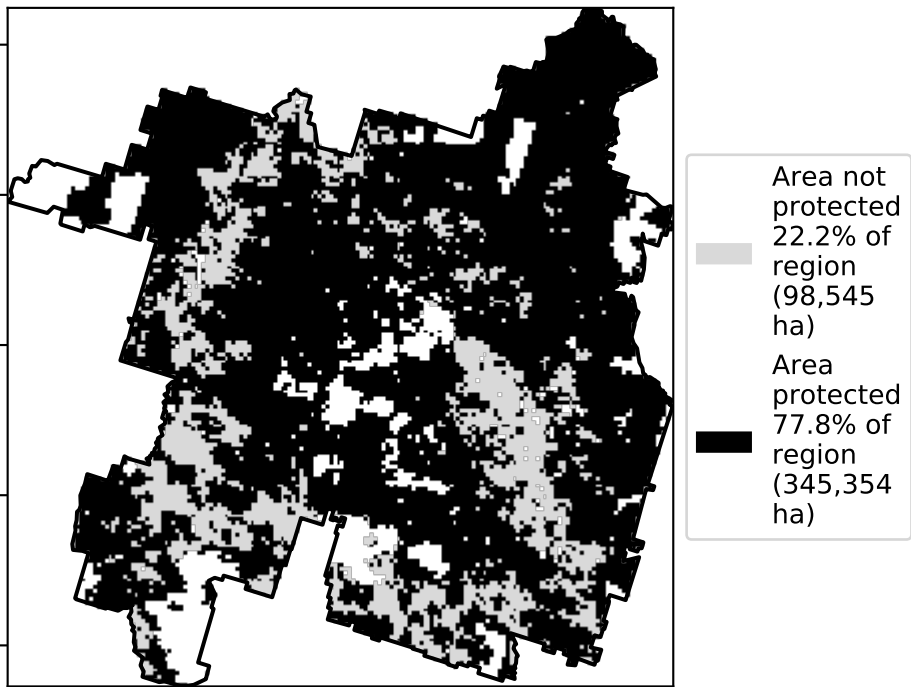 Area not
protected
22.2% of
region
(98,545
ha)
Area
protected
77.8% of
region
(345,354
ha)